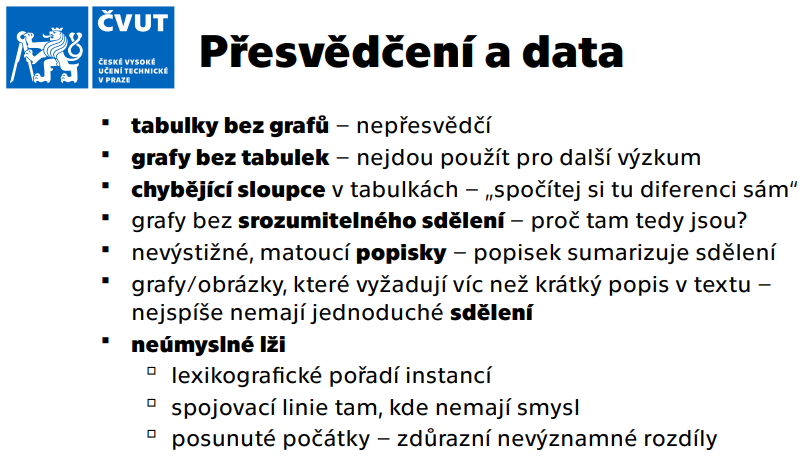 ČVUT
ČESKÉ VYSOKÉ
UČENÍ TECHNICKÉ
V PRAZE
Přesvědčení a data
▪ tabulky bez grafů – nepřesvědčí
▪ grafy bez tabulek – nejdou použít pro další výzkum
▪ chybějící sloupce v tabulkách – „spočítej si tu diferenci sám“
▪ grafy bez srozumitelného sdělení – proč tam tedy jsou?
▪ nevýstižné, matoucí popisky – popisek sumarizuje sdělení
▪ grafy/obrázky, které vyžadují víc než krátký popis v textu –
nejspíše nemají jednoduché sdělení
▪ neúmyslné lži
▫ lexikografické pořadí instancí
▫ spojovací linie tam, kde nemají smysl
▫ posunuté počátky – zdůrazní nevýznamné rozdíly